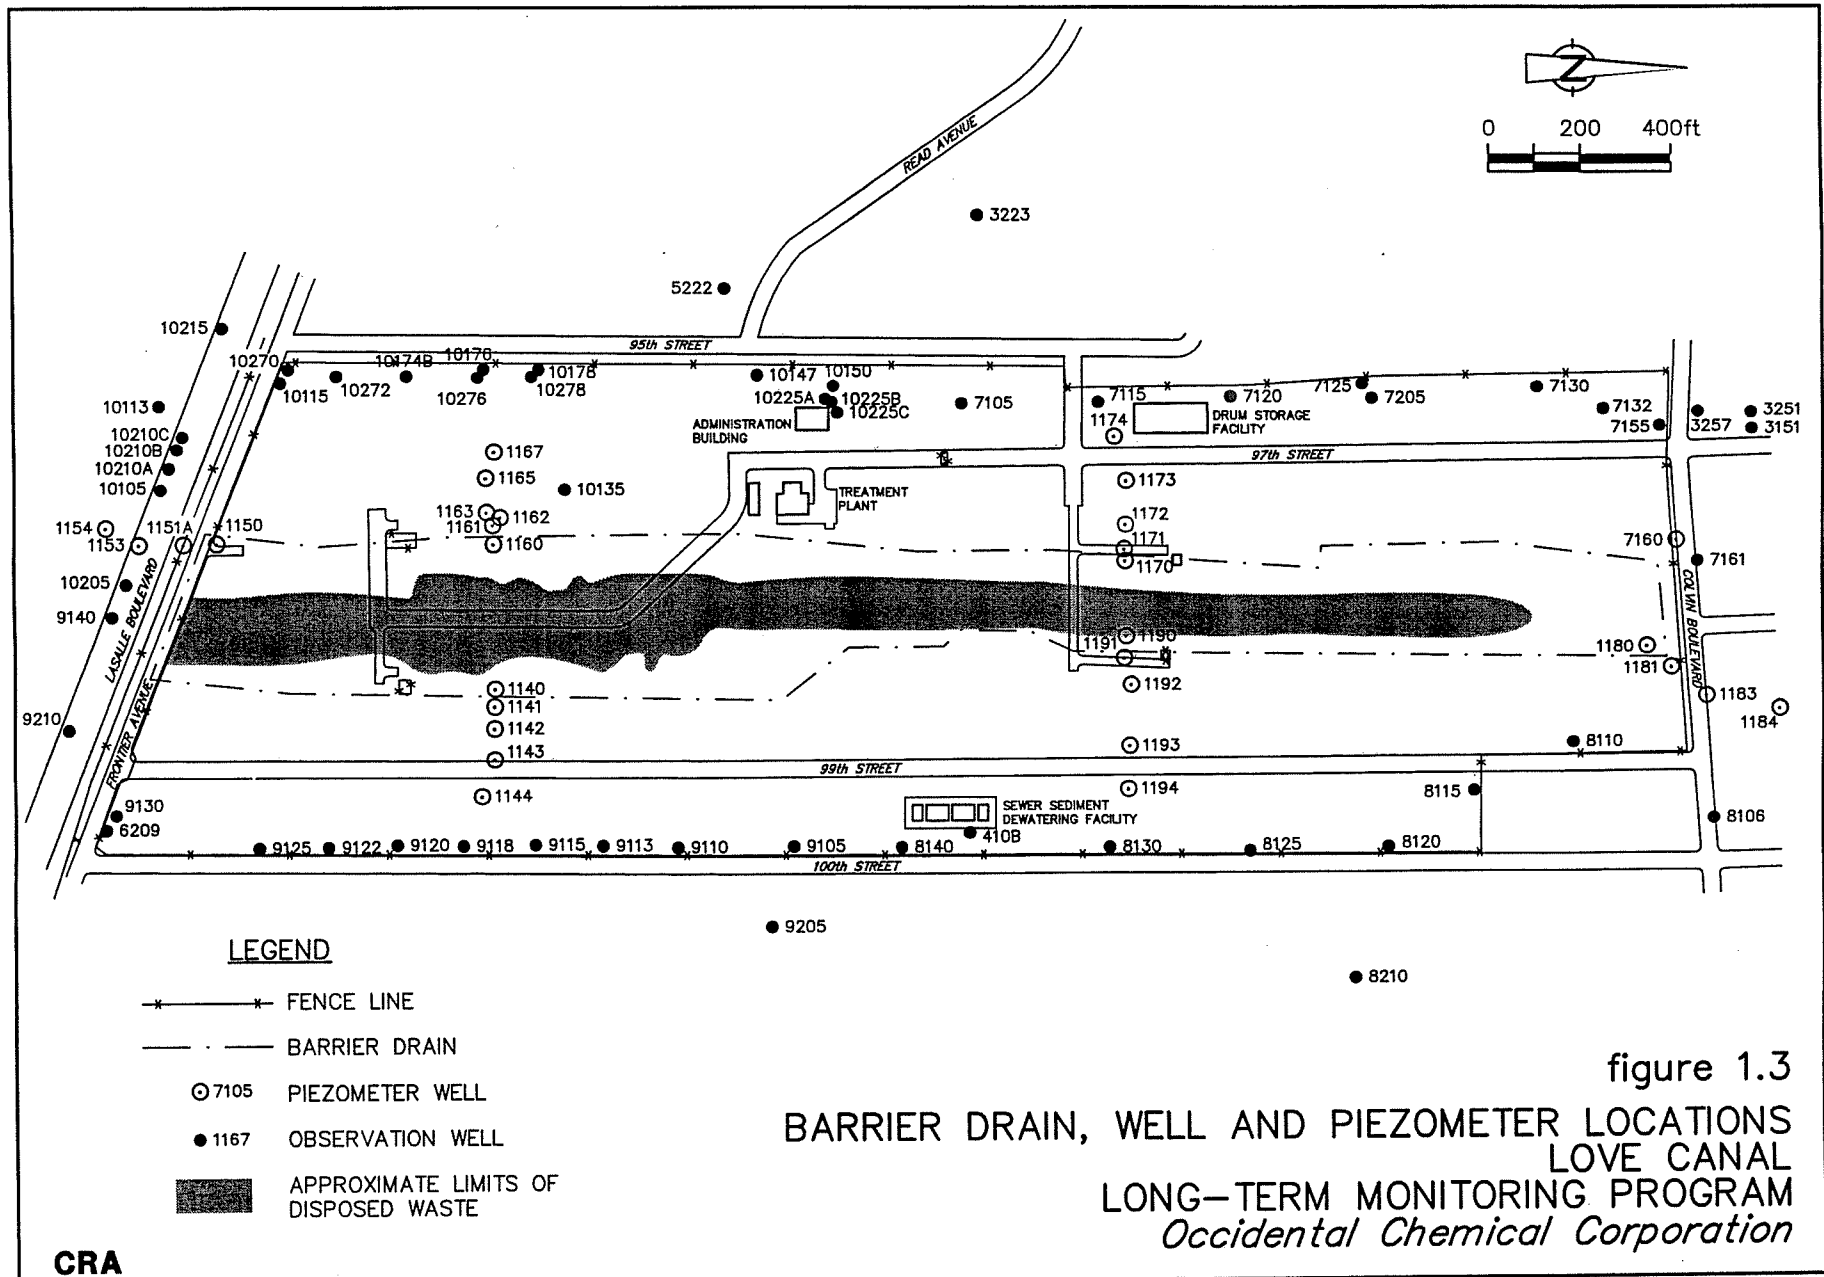 Z
0 200 400ft
READ AVENUE
3223
5222
10215
95th STREET
10270
10174B
10176
10178
10147
10150
10115
10272
10276
10278
10225A
10225B
10225C
7105
7115
7120
7125
7205
7130
7132
7155
3257
3251
3151
10113
10210C
10210B
10210A
10105
ADMINISTRATION
BUILDING
1174
DRUM STORAGE
FACILITY
97th STREET
1167
1165
10135
1163
1162
1161
1160
TREATMENT
PLANT
1173
1172
1171
1170
1154
1153
1151A
1150
7160
7161
10205
9140
LASALLE BOULEVARD
COLVIN BOULEVARD
1190
1191
1192
1180
1181
1183
1184
9210
FRONTIER AVENUE
1140
1141
1142
1143
1193
8110
99th STREET
1144
1194
8115
9130
6209
SEWER SEDIMENT
DEWATERING FACILITY
8106
410B
9125
9122
9120
9118
9115
9113
9110
9105
8140
8130
8125
8120
100th STREET
9205
8210
LEGEND
FENCE LINE
BARRIER DRAIN
7105 PIEZOMETER WELL
1167 OBSERVATION WELL
APPROXIMATE LIMITS OF
DISPOSED WASTE
figure 1.3
BARRIER DRAIN, WELL AND PIEZOMETER LOCATIONS
LOVE CANAL
LONG-TERM MONITORING PROGRAM
Occidental Chemical Corporation
CRA